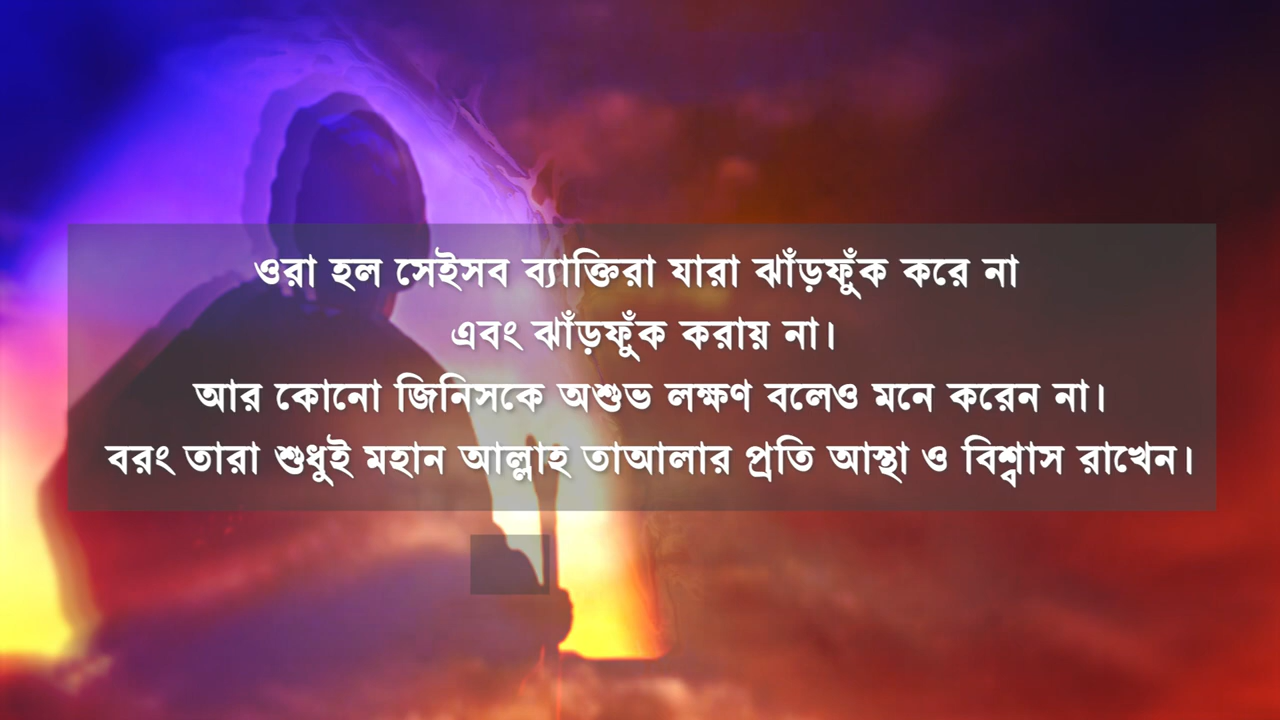 ওরা হল সেইসব ব্যাক্তিরা যারা ঝাঁড়ফুঁক করে না
এবং ঝাঁড়ফুঁক করায় না।
আর কোনো জিনিসকে অশুভ লক্ষণ বলেও মনে করেন না।
বরং তারা শুধুই মহান আল্লাহ তাআলার প্রতি আস্থা ও বিশ্বাস রাখেন।